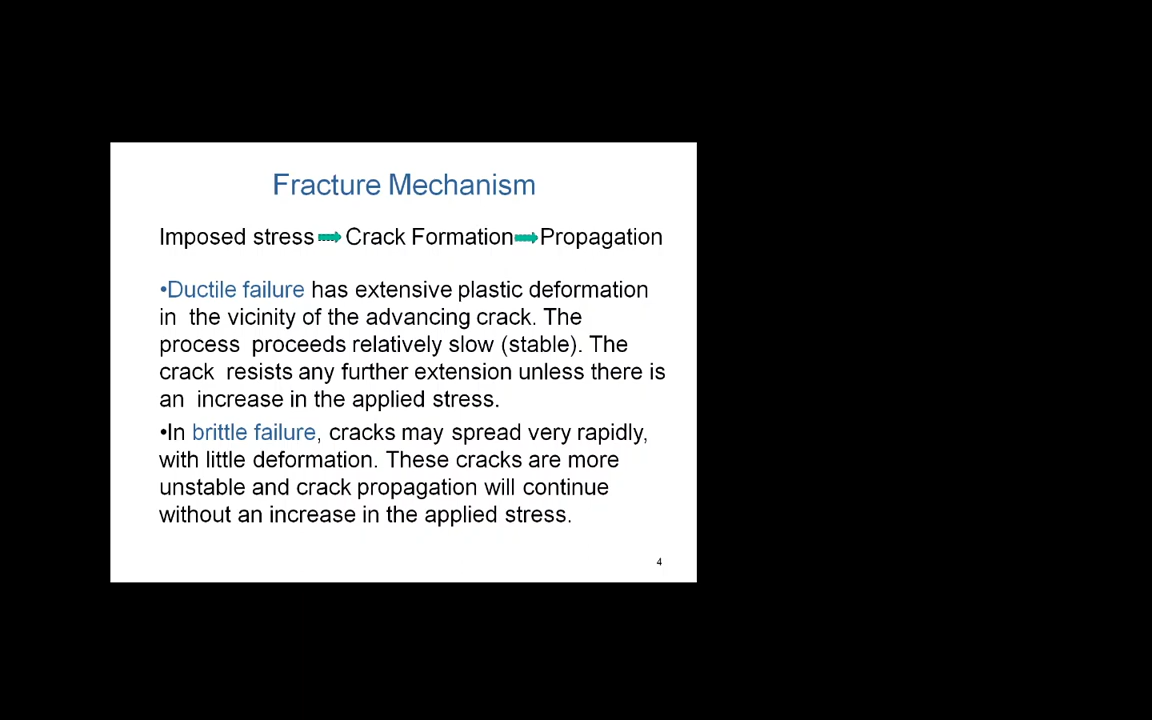 Fracture Mechanism
Imposed stress Crack Formation Propagation
•Ductile failure has extensive plastic deformation
in the vicinity of the advancing crack. The
process proceeds relatively slow (stable). The
crack resists any further extension unless there is
an increase in the applied stress.
•In brittle failure, cracks may spread very rapidly,
with little deformation. These cracks are more
unstable and crack propagation will continue
without an increase in the applied stress.
4